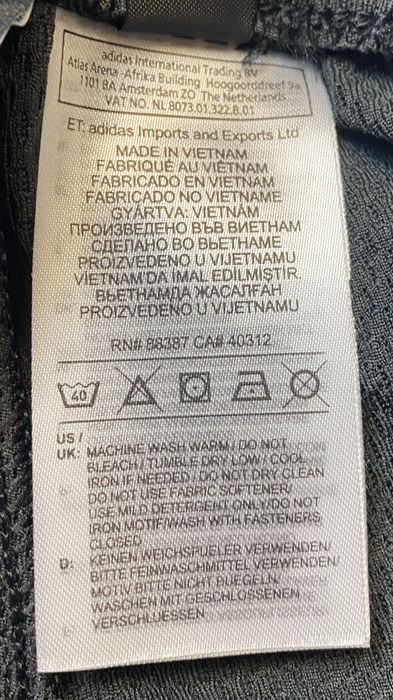 adidas International Trading BV
Atlas Arena - Afrika Building Hoogoorddreef 9a
1101 BA Amsterdam ZO The Netherlands
VAT NO. NL 8073.01.322.B.01
ET: adidas Imports and Exports Ltd
MADE IN VIETNAM
FABRIQUÉ AU VIÊTNAM
FABRICADO EN VIETNAM
FABRICADO NO VIETNAME
GYÁRTVA: VIETNÁM
ПРОИЗВЕДЕНО ВЪВ ВИЕТНАМ
СДЕЛАНО ВО ВЬЕТНАМЕ
PROIZVEDENO U VIJETNAMU
VIETNAM'DA IMAL EDILMISTIR.
ВЬЕТНАМДА ЖАСАЛҒАН
PROIZVEDENO U VIJETNAMU
RN# 88387 CA# 40312
40
US /
UK: MACHINE WASH WARM / DO NOT
BLEACH / TUMBLE DRY LOW / COOL
IRON IF NEEDED / DO NOT DRY CLEAN
DO NOT USE FABRIC SOFTENER/
USE MILD DETERGENT ONLY/DO NOT
IRON MOTIF/WASH WITH FASTENERS
CLOSED
D: KEINEN WEICHSPUELER VERWENDEN/
BITTE FEINWASCHMITTEL VERWENDEN/
MOTIV BITTE NICHT BUEGELN/
WASCHEN MIT GESCHLOSSENEN
VERSCHLUESSEN